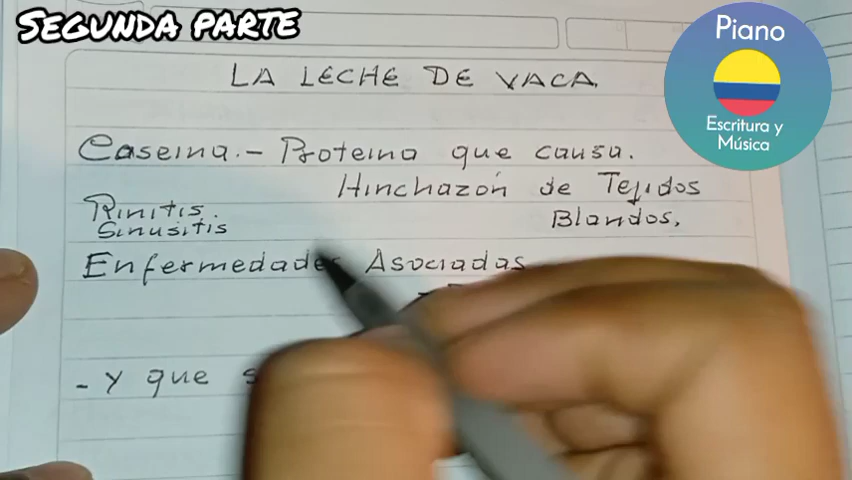 SEGUNDA PARTE
Piano
Escritura y
Música
LA LECHE DE VACA.
Caseina.- Proteina que causa.
Hinchazón de Tejidos
Blandos,
Rinitis.
Sinusitis
Enfermedades Asociadas
- y que